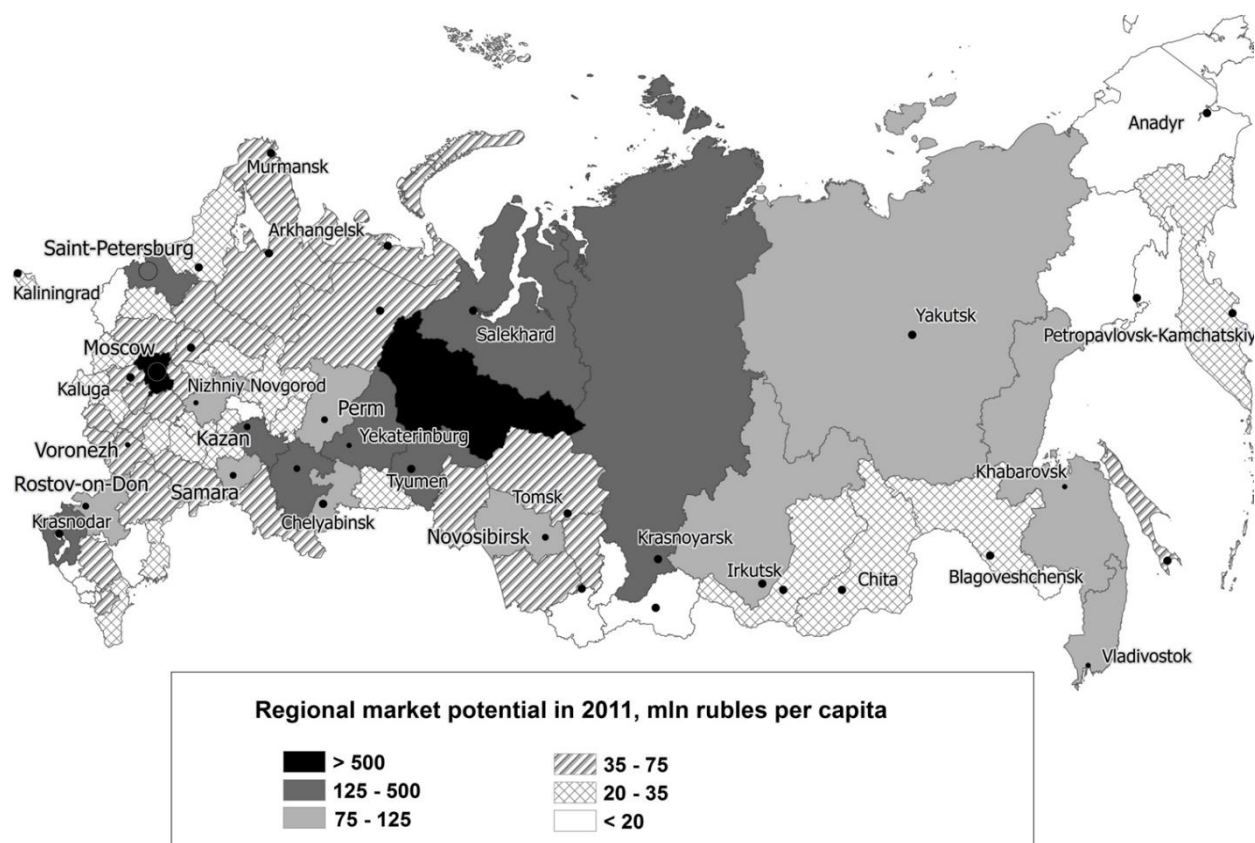 Anadyr
Murmansk
Arkhangelsk
Saint-Petersburg
Kaliningrad
Salekhard
Yakutsk
Petropavlovsk-Kamchatskiy
Moscow
Kaluga
Nizhniy Novgorod
Perm
Kazan
Yekaterinburg
Voronezh
Khabarovsk
Rostov-on-Don
Samara
Tyumen
Tomsk
Krasnodar
Chelyabinsk
Novosibirsk
Krasnoyarsk
Irkutsk
Chita
Blagoveshchensk
Vladivostok
Regional market potential in 2011, mln rubles per capita
> 500
125 - 500
75 - 125
35 - 75
20 - 35
< 20